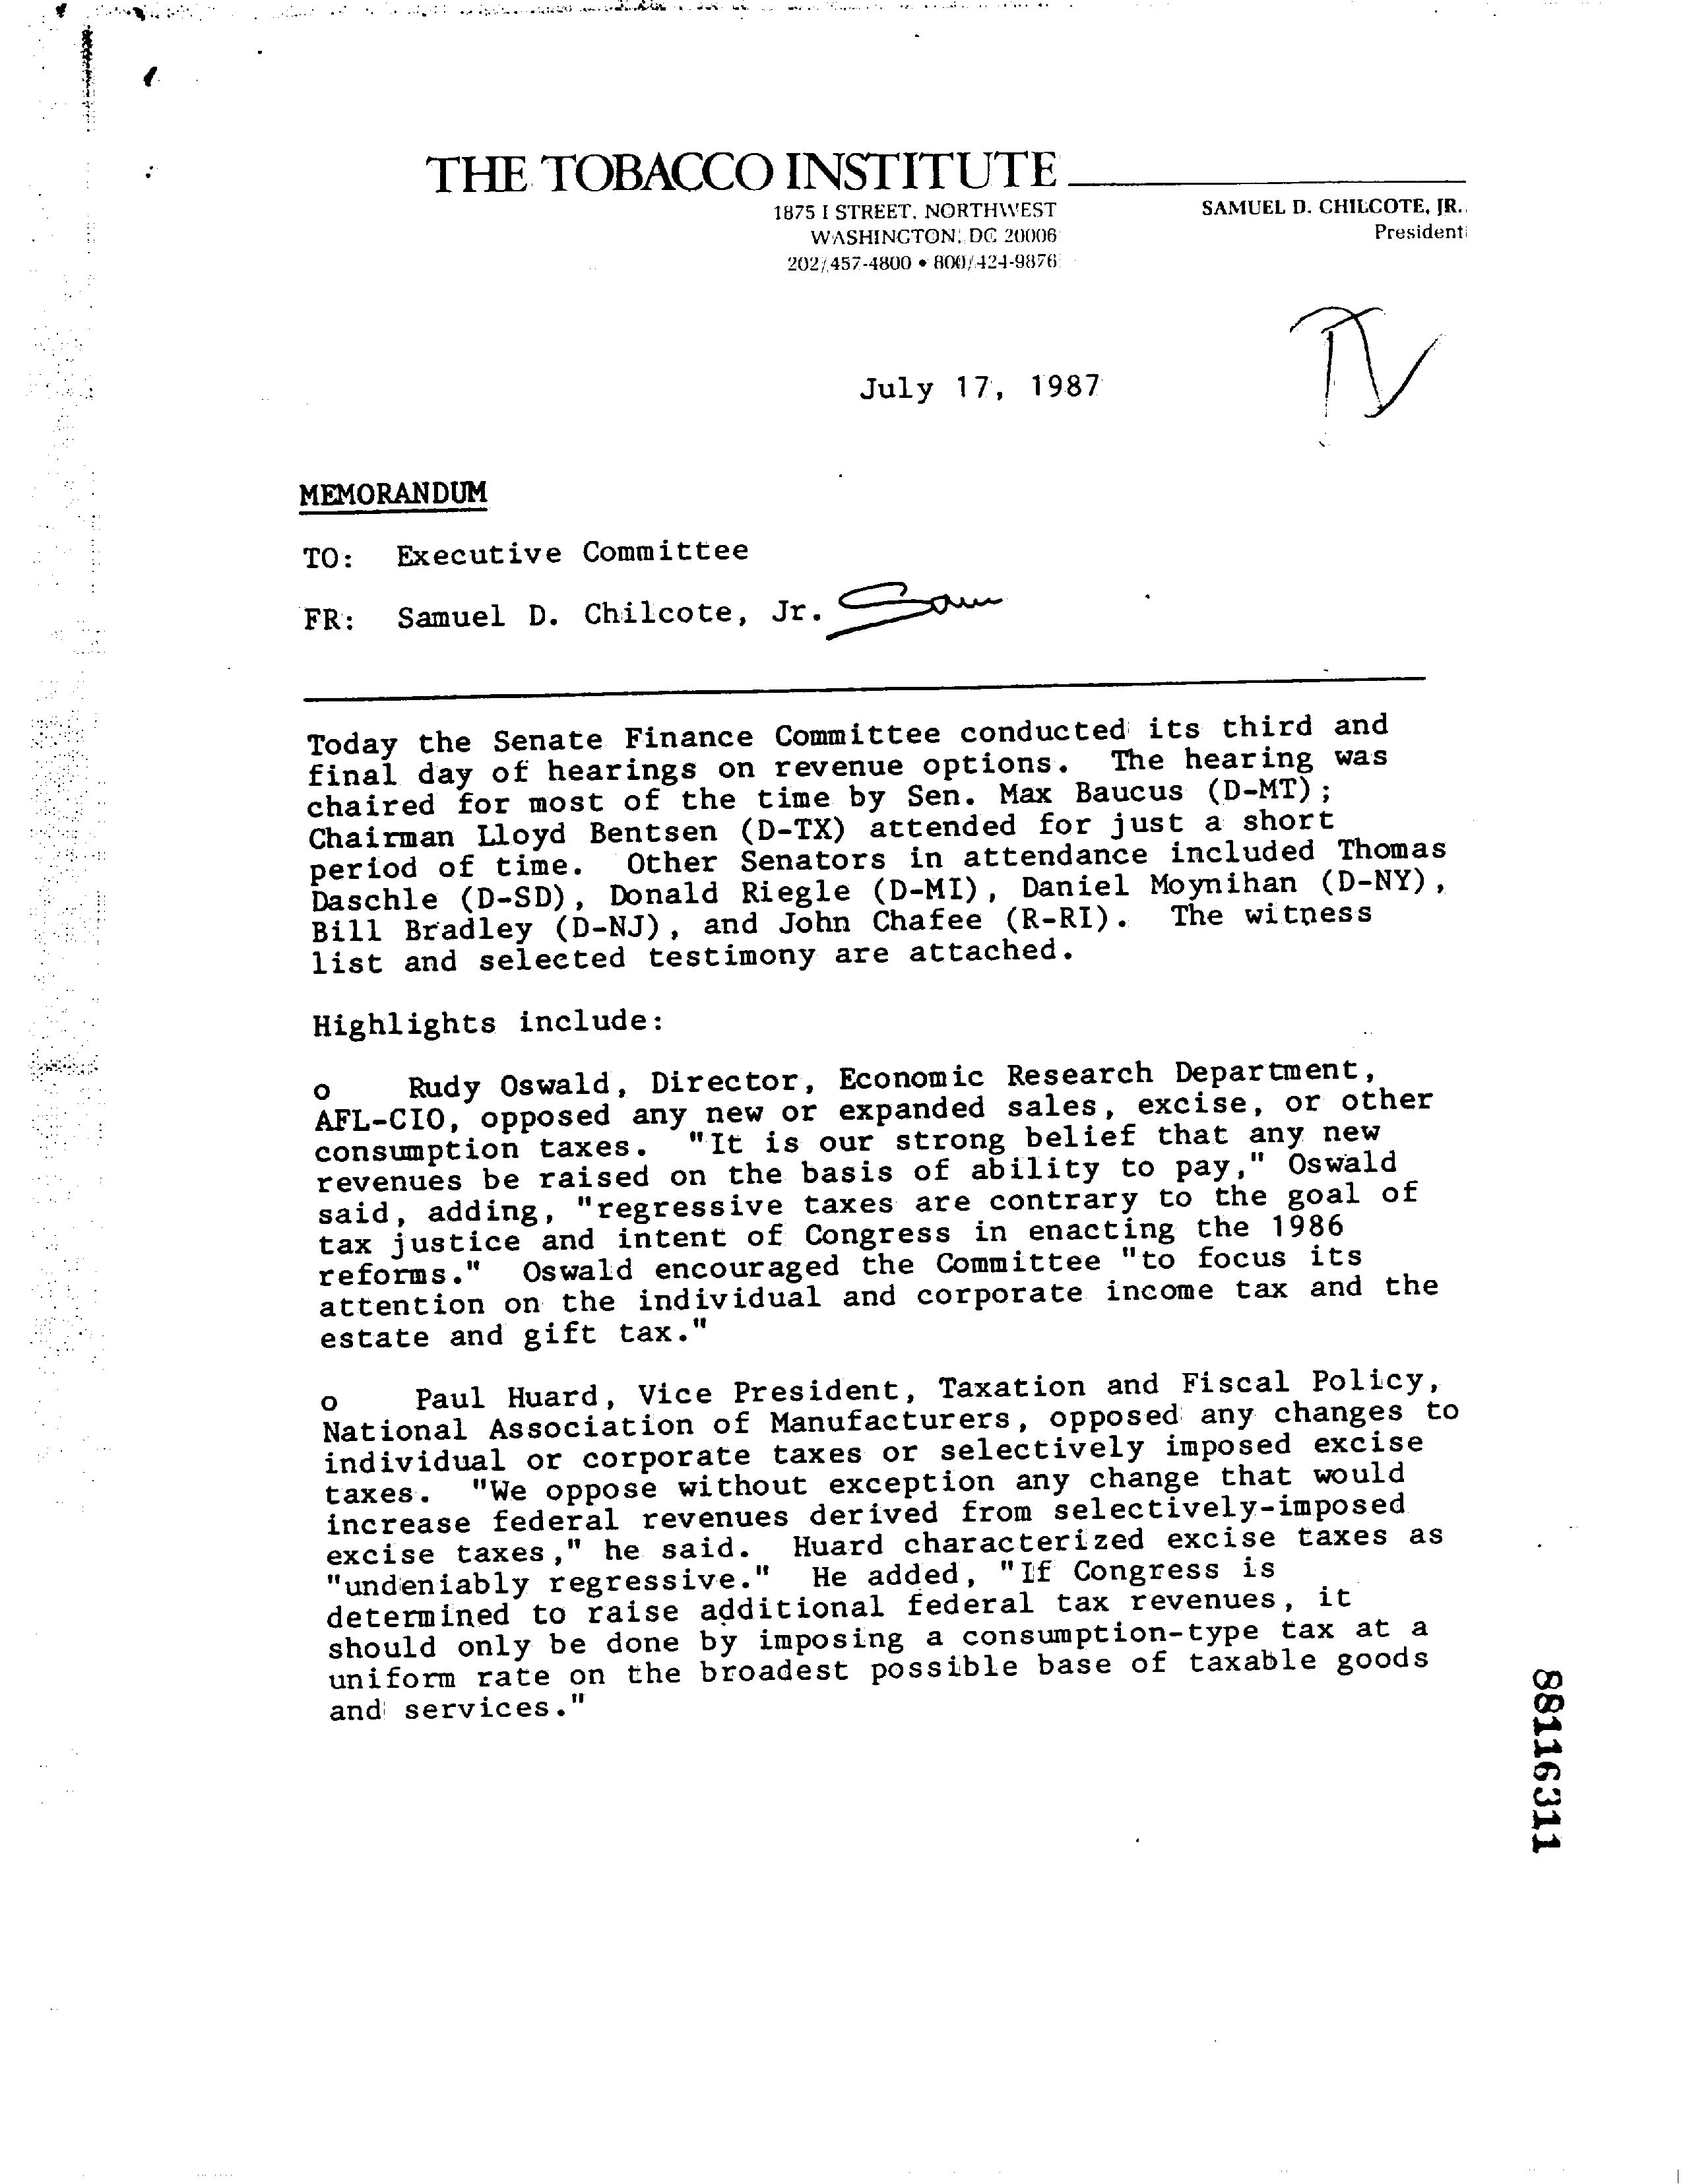 THE TOBACCO INSTITUTE
1875 I STREET, NORTHWEST
WASHINGTON, DC 20006
202/457-4800 • 800/424-9876
SAMUEL D. CHILCOTE, JR.
President
July 17, 1987
MEMORANDUM
TO: Executive Committee
FR: Samuel D. Chilcote, Jr. Sam
Today the Senate Finance Committee conducted its third and
final day of hearings on revenue options. The hearing was
chaired for most of the time by Sen. Max Baucus (D-MT);
Chairman Lloyd Bentsen (D-TX) attended for just a short
period of time. Other Senators in attendance included Thomas
Daschle (D-SD), Donald Riegle (D-MI), Daniel Moynihan (D-NY),
Bill Bradley (D-NJ), and John Chafee (R-RI). The witness
list and selected testimony are attached.
Highlights include:
o Rudy Oswald, Director, Economic Research Department,
AFL-CIO, opposed any new or expanded sales, excise, or other
consumption taxes. "It is our strong belief that any new
revenues be raised on the basis of ability to pay," Oswald
said, adding, "regressive taxes are contrary to the goal of
tax justice and intent of Congress in enacting the 1986
reforms." Oswald encouraged the Committee "to focus its
attention on the individual and corporate income tax and the
estate and gift tax."
o Paul Huard, Vice President, Taxation and Fiscal Policy,
National Association of Manufacturers, opposed any changes to
individual or corporate taxes or selectively imposed excise
taxes. "We oppose without exception any change that would
increase federal revenues derived from selectively-imposed
excise taxes," he said. Huard characterized excise taxes as
"undeniably regressive." He added, "If Congress is
determined to raise additional federal tax revenues, it
should only be done by imposing a consumption-type tax at a
uniform rate on the broadest possible base of taxable goods
and services."
88116311